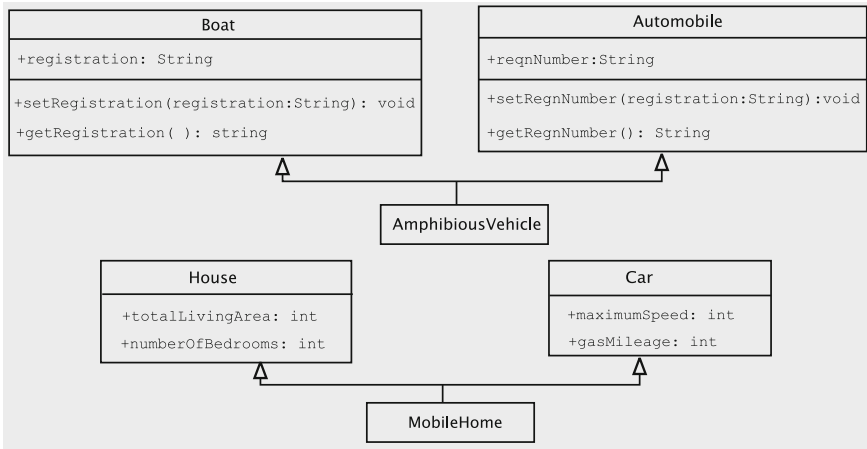 Boat
+registration: String
+setRegistration(registration:String): void
+getRegistration( ): string
Automobile
+reqnNumber:String
+setRegnNumber(registration:String):void
+getRegnNumber(): String
AmphibiousVehicle
House
+totalLivingArea: int
+numberOfBedrooms: int
Car
+maximumSpeed: int
+gasMileage: int
MobileHome